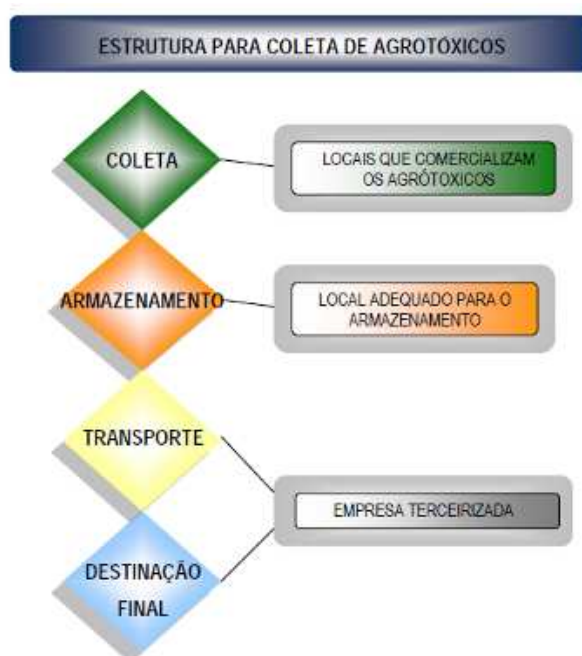 ESTRUTURA PARA COLETA DE AGROTÓXICOS
COLETA
LOCAIS QUE COMERCIALIZAM
OS AGRÓTOXICOS
ARMAZENAMENTO
LOCAL ADEQUADO PARA O
ARMAZENAMENTO
TRANSPORTE
EMPRESA TERCEIRIZADA
DESTINAÇÃO
FINAL